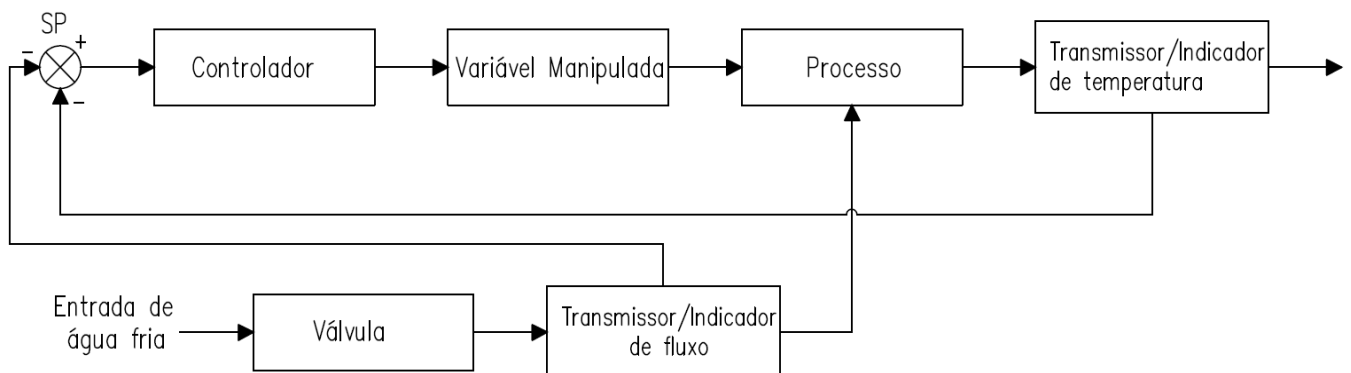 SP
-
+
-
Controlador
Variável Manipulada
Processo
Transmissor/Indicador
de temperatura
Entrada de
água fria
Válvula
Transmissor/Indicador
de fluxo